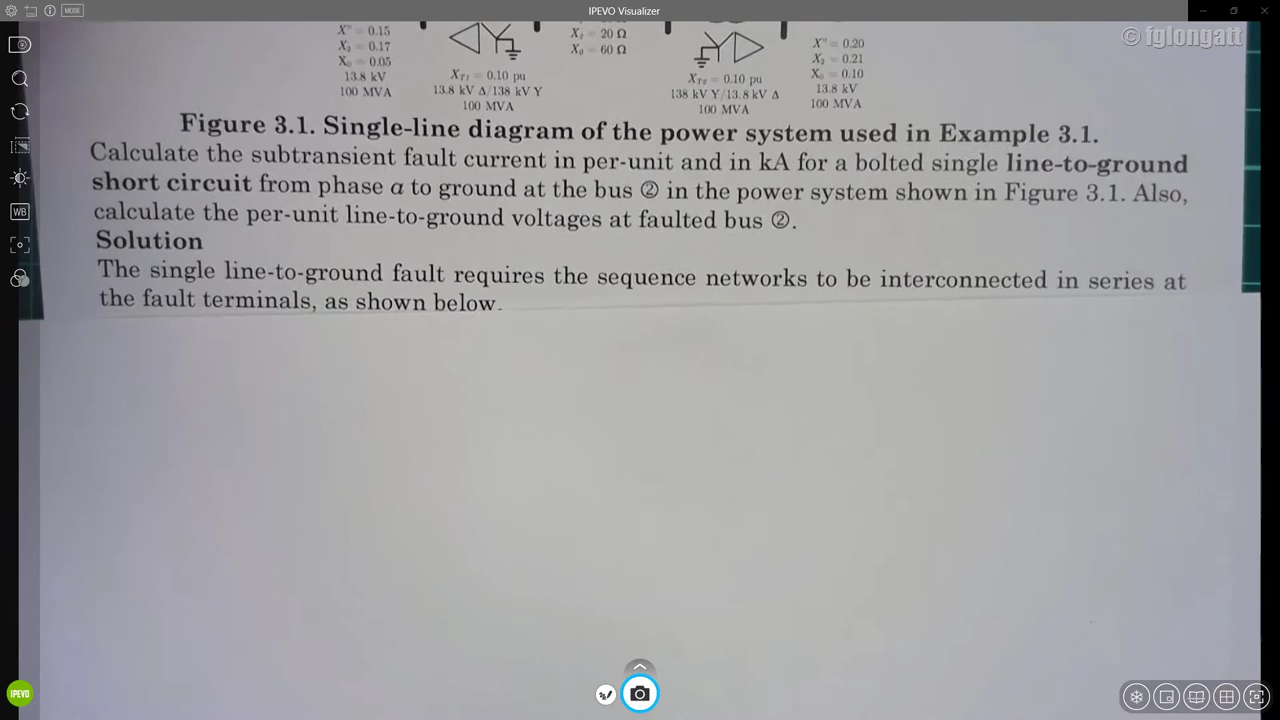 IPEVO Visualizer
MODE
© fglongatt
X" = 0.15
X₂ = 0.17
X₀ = 0.05
13.8 kV
100 MVA
X_T1 = 0.10 pu
13.8 kV Δ/138 kV Y
100 MVA
= 20 Ω
X₀ = 60 Ω
X_T2 = 0.10 pu
138 kV Y/13.8 kV Δ
100 MVA
X" = 0.20
X₂ = 0.21
X₀ = 0.10
13.8 kV
100 MVA
Figure 3.1. Single-line diagram of the power system used in Example 3.1.
Calculate the subtransient fault current in per-unit and in kA for a bolted single line-to-ground
short circuit from phase a to ground at the bus ② in the power system shown in Figure 3.1. Also,
calculate the per-unit line-to-ground voltages at faulted bus ②.
Solution
The single line-to-ground fault requires the sequence networks to be interconnected in series at
the fault terminals, as shown below.
WB
IPEVO